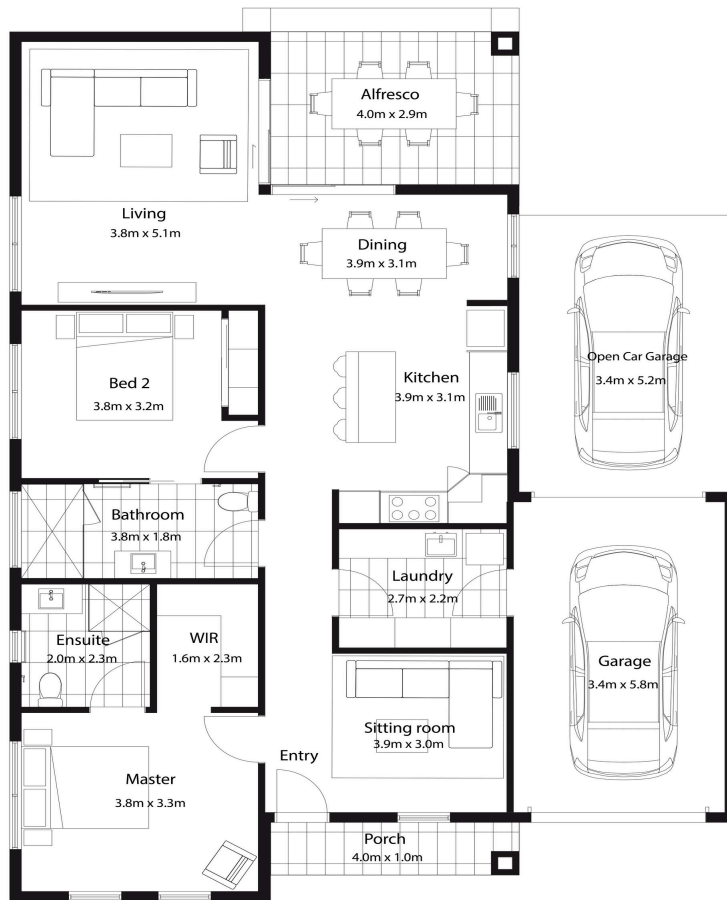 Alfresco
4.0m x 2.9m
Living
3.8m x 5.1m
Dining
3.9m x 3.1m
Open Car Garage
3.4m x 5.2m
Kitchen
3.9m x 3.1m
Bed 2
3.8m x 3.2m
Bathroom
3.8m x 1.8m
Laundry
2.7m x 2.2m
Ensuite
2.0m x 2.3m
WIR
1.6m x 2.3m
Garage
3.4m x 5.8m
Sitting room
3.9m x 3.0m
Entry
Master
3.8m x 3.3m
Porch
4.0m x 1.0m